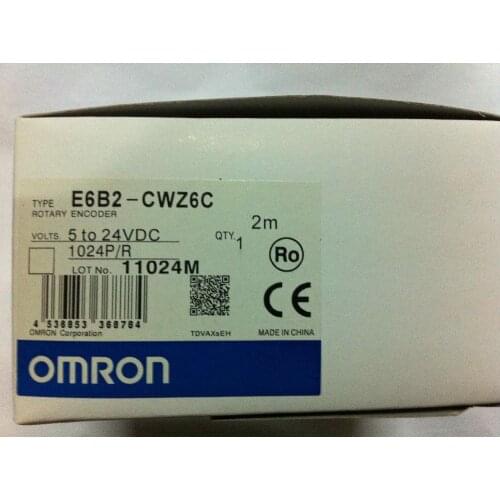 TYPE E6B2-CWZ6C
ROTARY ENCODER
VOLTS 5 to 24VDC QTY. 1 2m
1024P/R
LOT No. 11024M
Ro
CE
4 536853 368784
OMRON Corporation TDVAXsEH MADE IN CHINA
OMRON